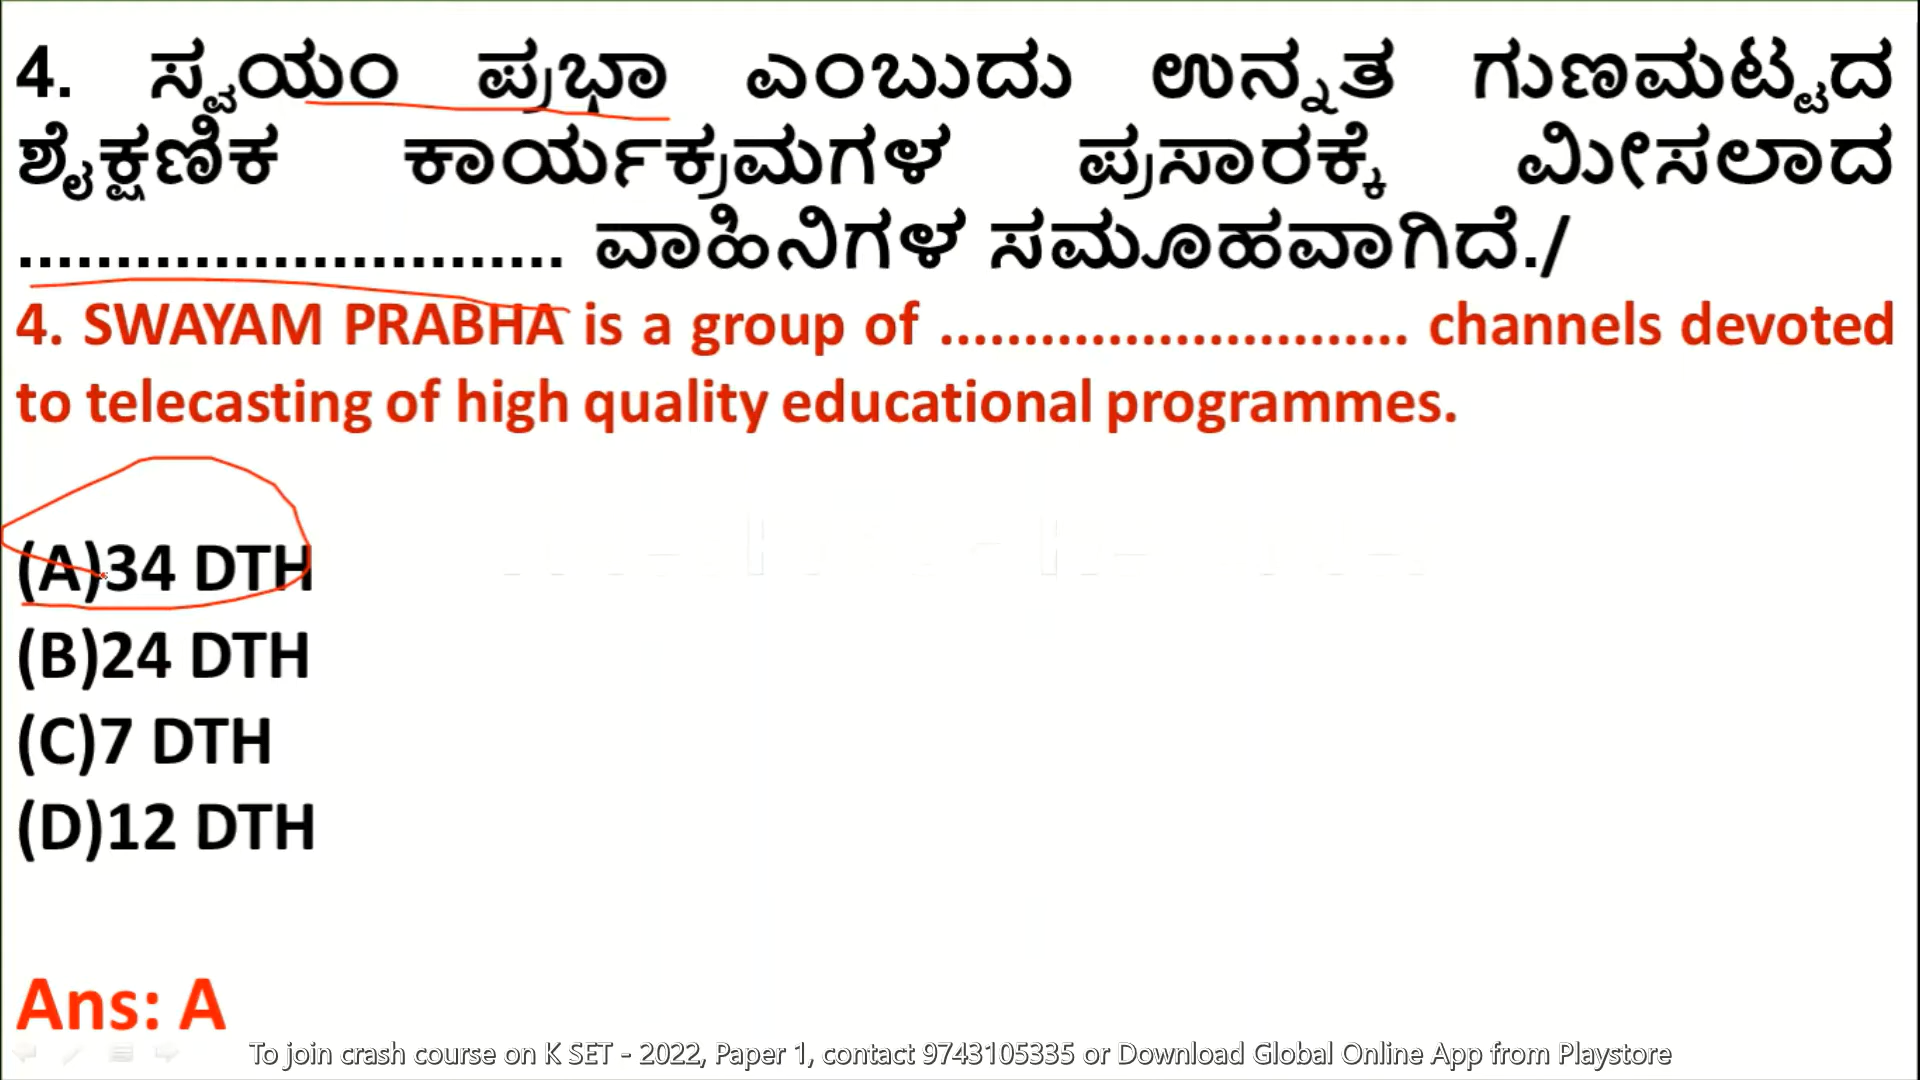 4. ಸ್ವಯಂ ಪ್ರಭಾ ಎಂಬುದು ಉನ್ನತ ಗುಣಮಟ್ಟದ
ಶೈಕ್ಷಣಿಕ ಕಾರ್ಯಕ್ರಮಗಳ ಪ್ರಸಾರಕ್ಕೆ ಮೀಸಲಾದ
........................... ವಾಹಿನಿಗಳ ಸಮೂಹವಾಗಿದೆ./
4. SWAYAM PRABHA is a group of ............................ channels devoted
to telecasting of high quality educational programmes.
(A)34 DTH
(B)24 DTH
(C)7 DTH
(D)12 DTH
Ans: A
To join crash course on K SET - 2022, Paper 1, contact 9743105335 or Download Global Online App from Playstore